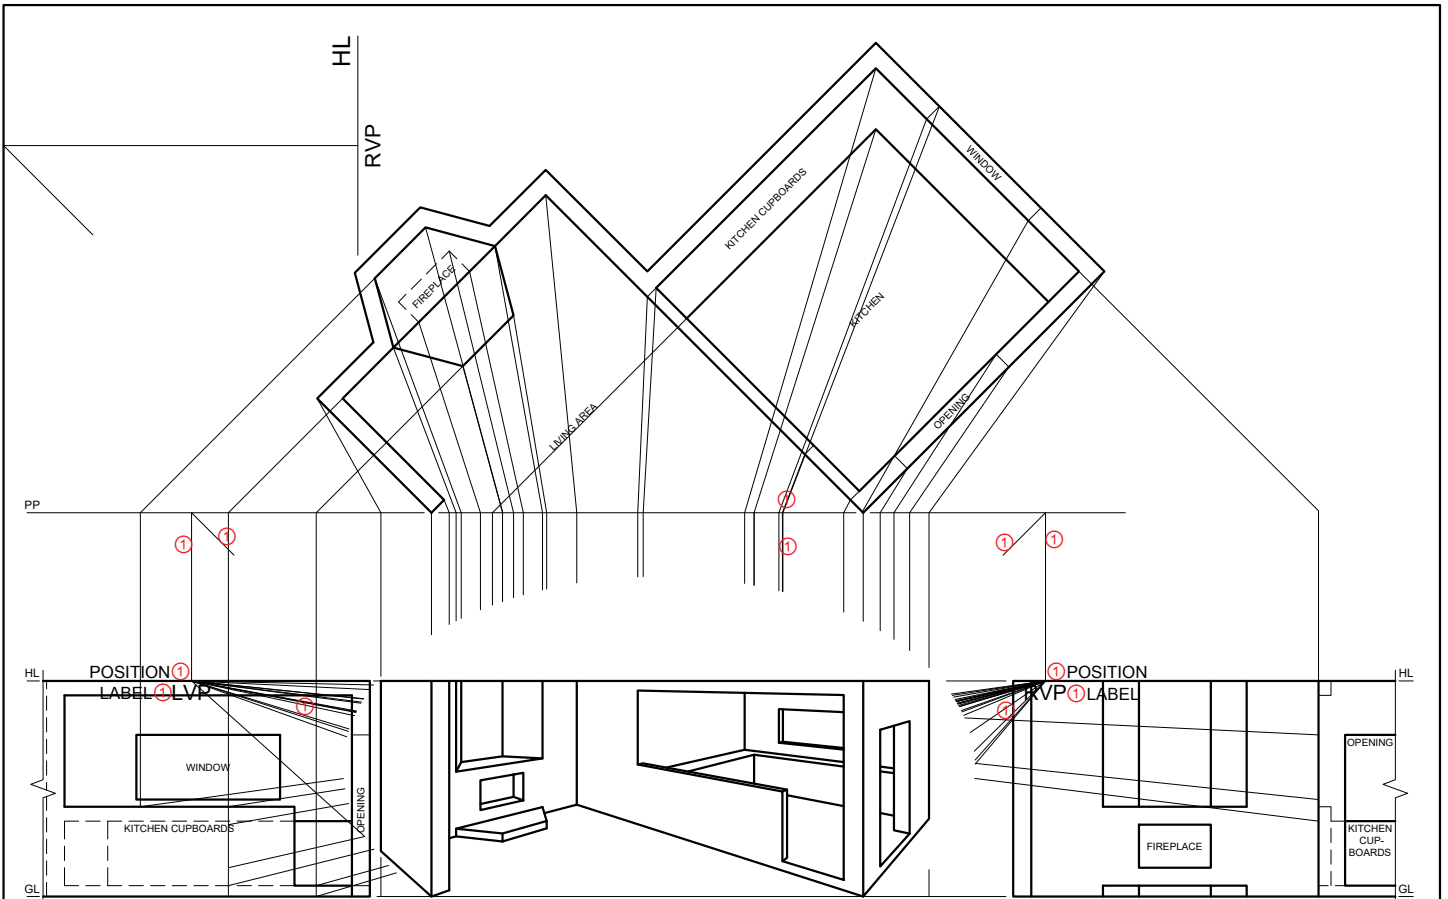 HL
RVP
WINDOW
KITCHEN CUPBOARDS
FIREPLACE
KITCHEN
LIVING AREA
OPENING
PP
1
1
1
1
1
1
HL
POSITION 1
LABEL 1 LVP
1
1 POSITION
RVP 1 LABEL
1
HL
WINDOW
OPENING
KITCHEN CUPBOARDS
GL
OPENING
FIREPLACE
KITCHEN
CUP-
BOARDS
GL